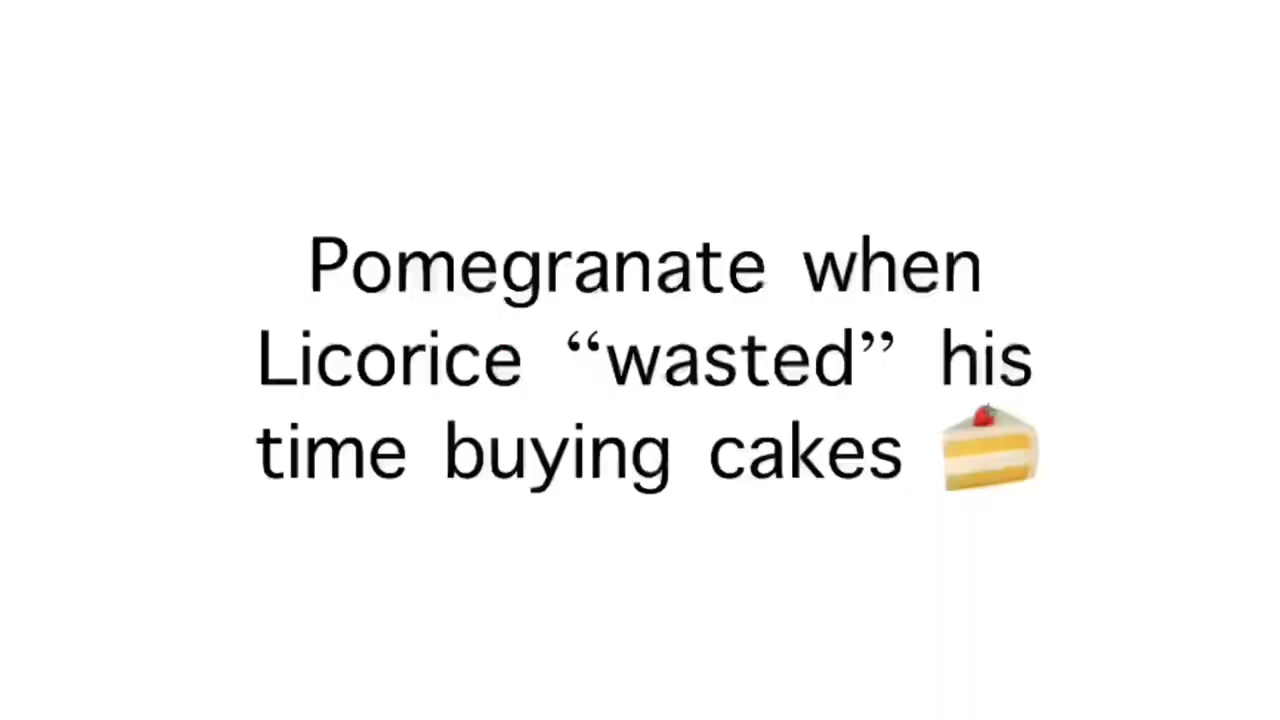 Pomegranate when
Licorice “wasted” his
time buying cakes 🍰